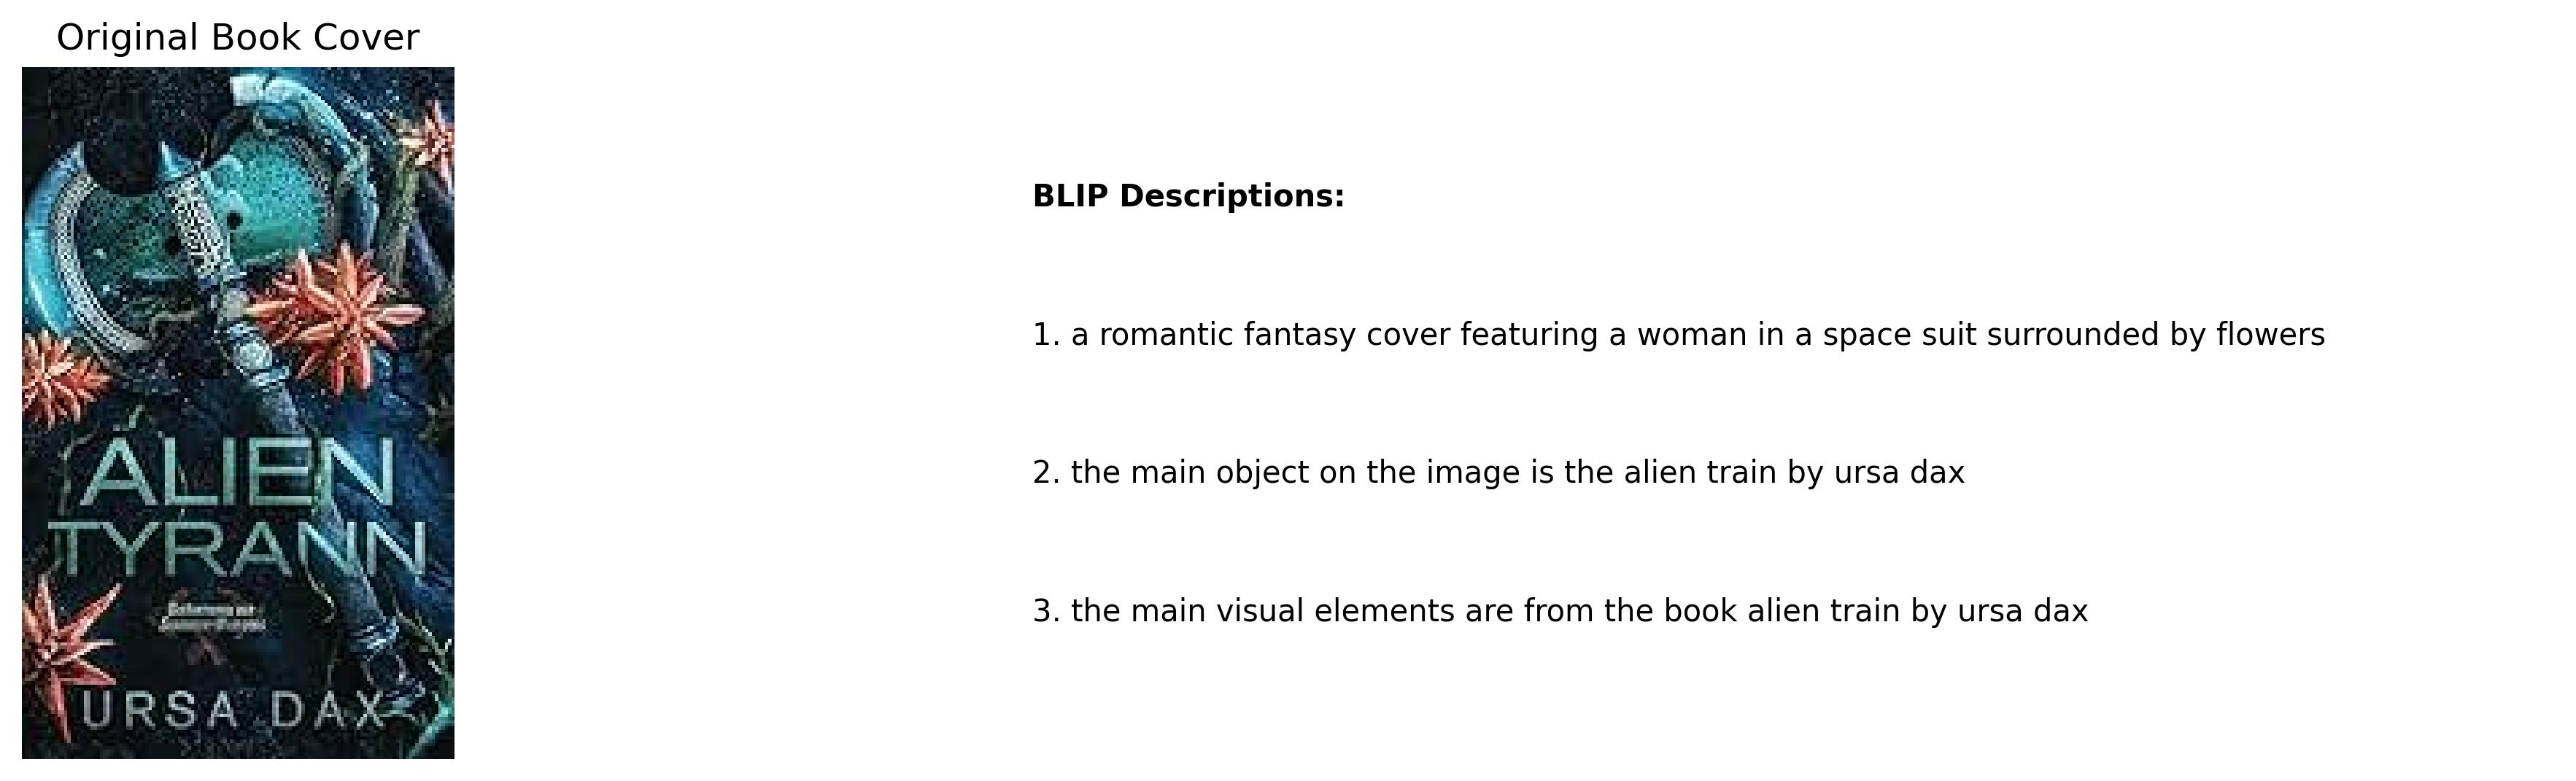 Original Book Cover
ALIEN
TYRANN
URSA DAX
BLIP Descriptions:
1. a romantic fantasy cover featuring a woman in a space suit surrounded by flowers
2. the main object on the image is the alien train by ursa dax
3. the main visual elements are from the book alien train by ursa dax